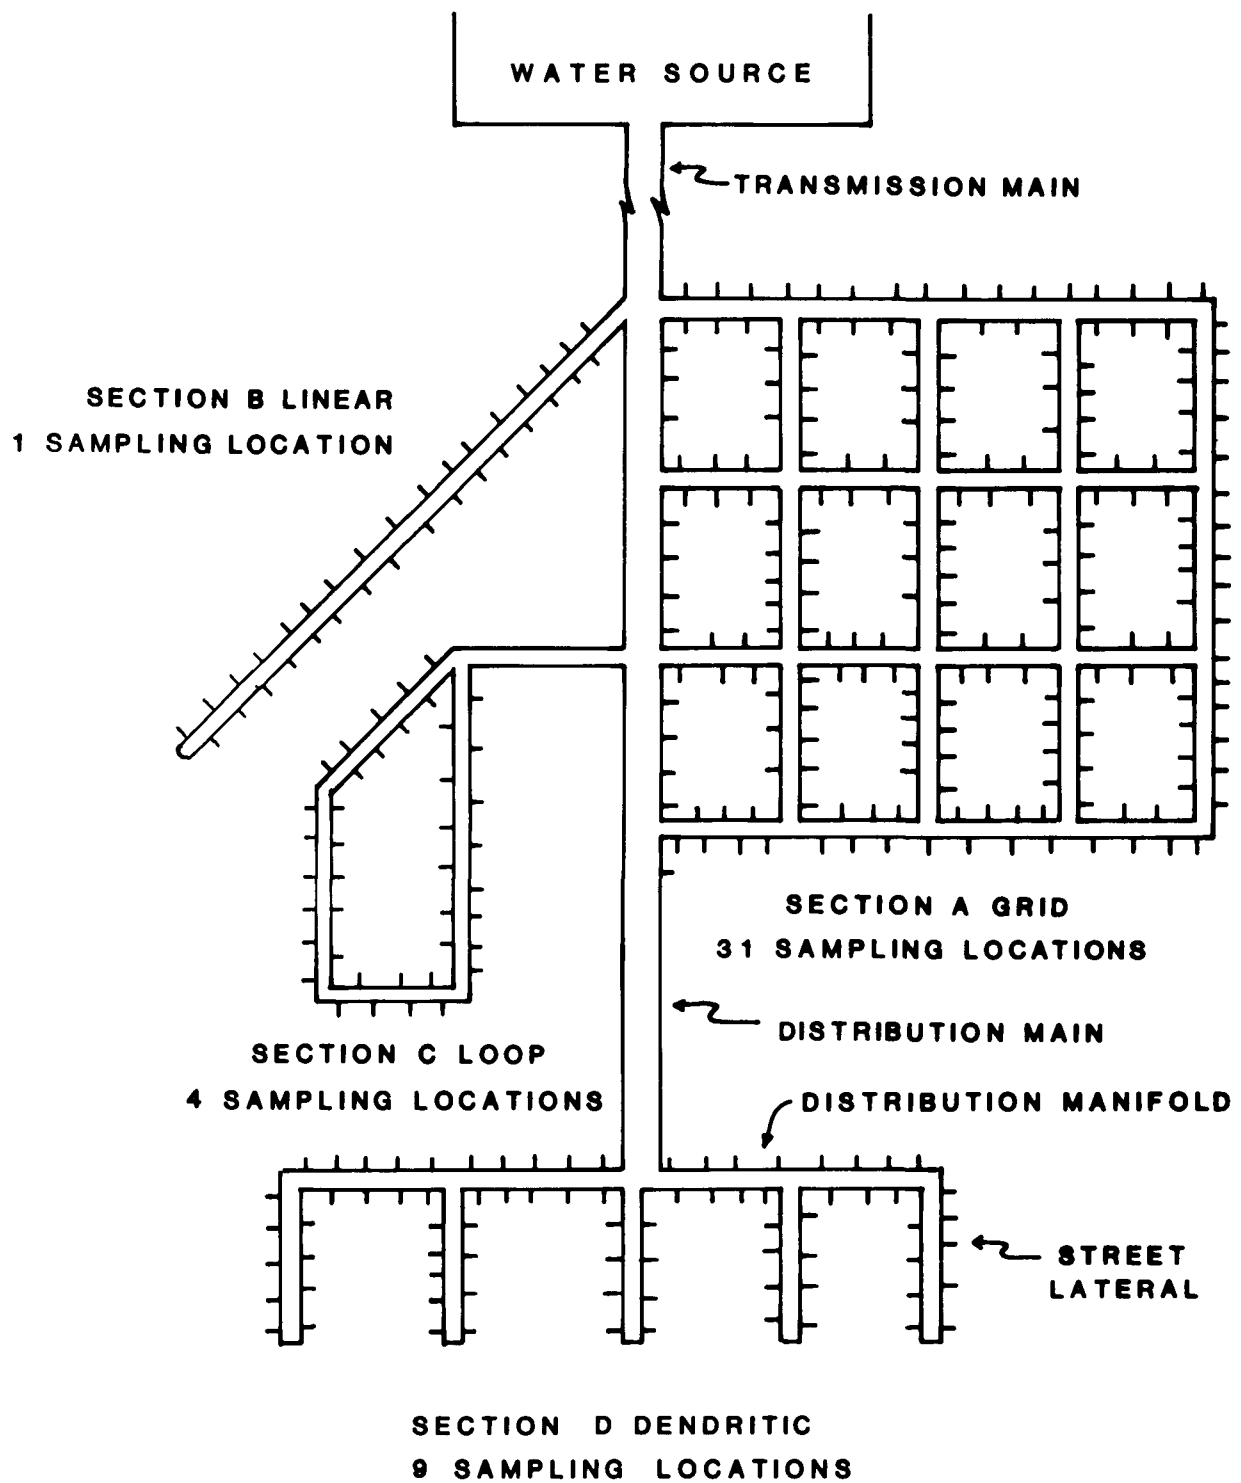 WATER SOURCE
TRANSMISSION MAIN
SECTION B LINEAR
1 SAMPLING LOCATION
SECTION A GRID
31 SAMPLING LOCATIONS
DISTRIBUTION MAIN
SECTION C LOOP
4 SAMPLING LOCATIONS
DISTRIBUTION MANIFOLD
STREET
LATERAL
SECTION D DENDRITIC
9 SAMPLING LOCATIONS